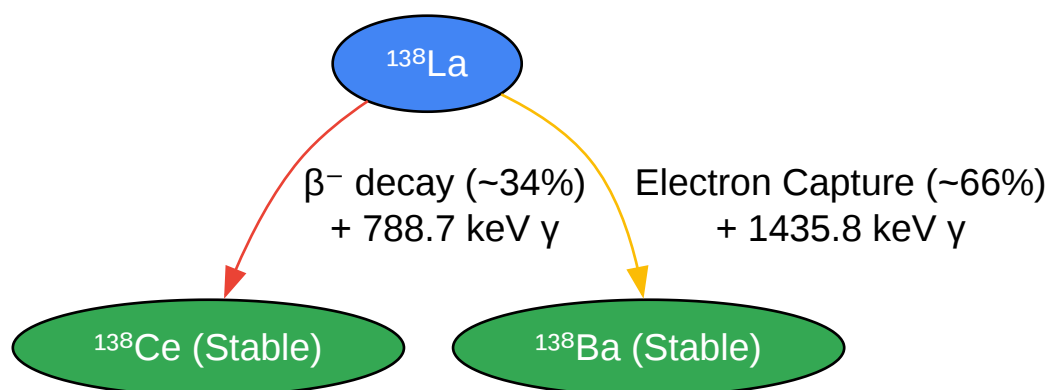 ¹³⁸La
β⁻ decay (~34%)
+ 788.7 keV γ
Electron Capture (~66%)
+ 1435.8 keV γ
¹³⁸Ce (Stable)
¹³⁸Ba (Stable)